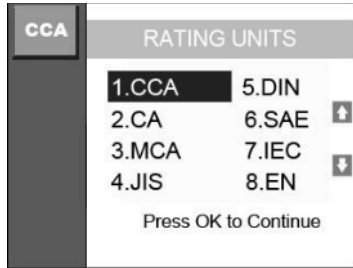 CCA
RATING UNITS
1.CCA 5.DIN
2.CA 6.SAE
3.MCA 7.IEC
4.JIS 8.EN
Press OK to Continue